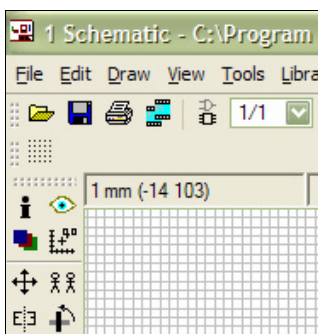 1 Schematic - C:\Program
File Edit Draw View Tools Libra
1/1
1 mm (-14 103)